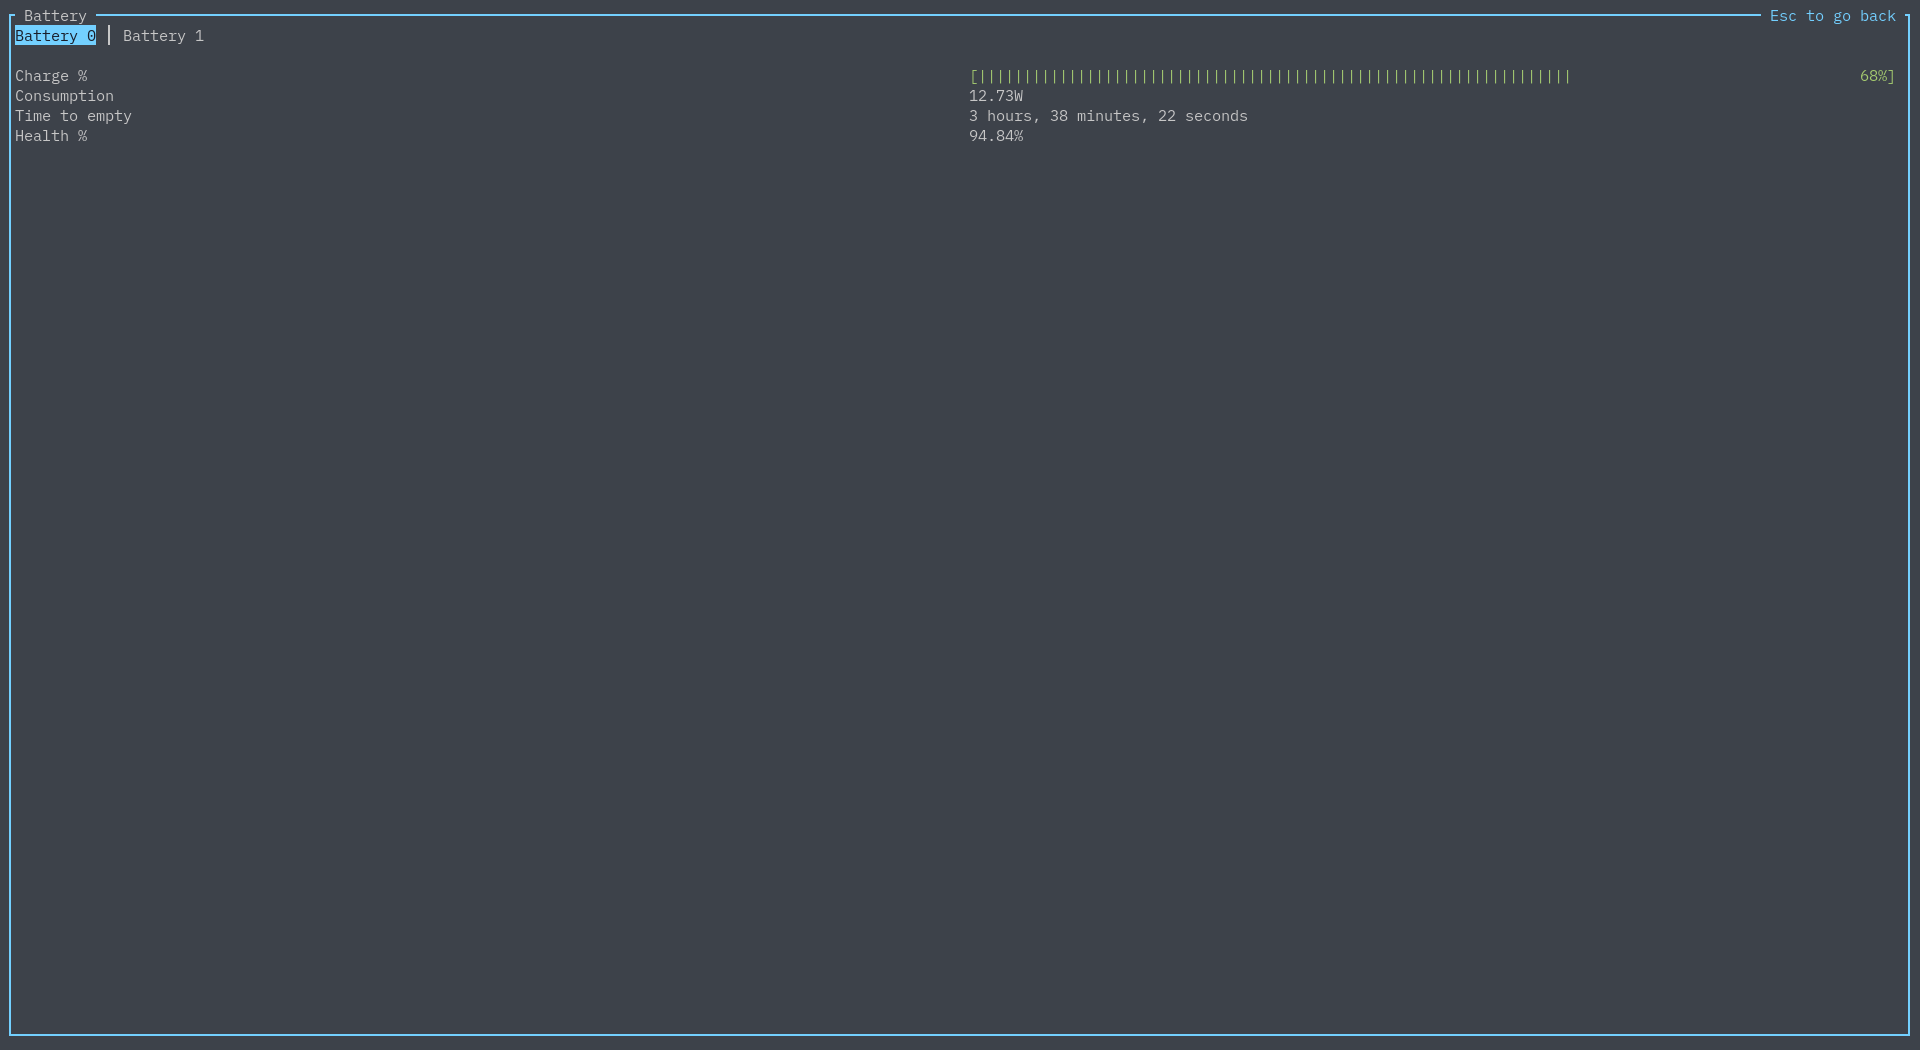 Battery Esc to go back
Battery 0 │ Battery 1
Charge % [|||||||||||||||||||||||||||||||||||||||||||||||||||||||||||||||||| 68%]
Consumption 12.73W
Time to empty 3 hours, 38 minutes, 22 seconds
Health % 94.84%